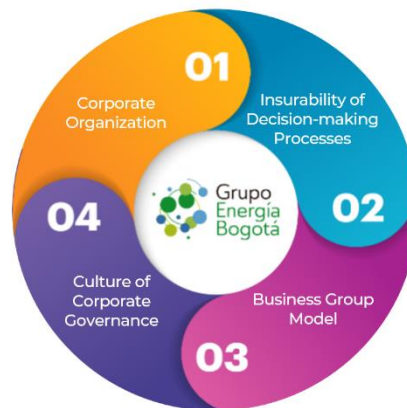 01
Corporate
Organization
Insurability of
Decision-making
Processes
02
Business Group
Model
03
Culture of
Corporate
Governance
04
Grupo
Energía
Bogotá